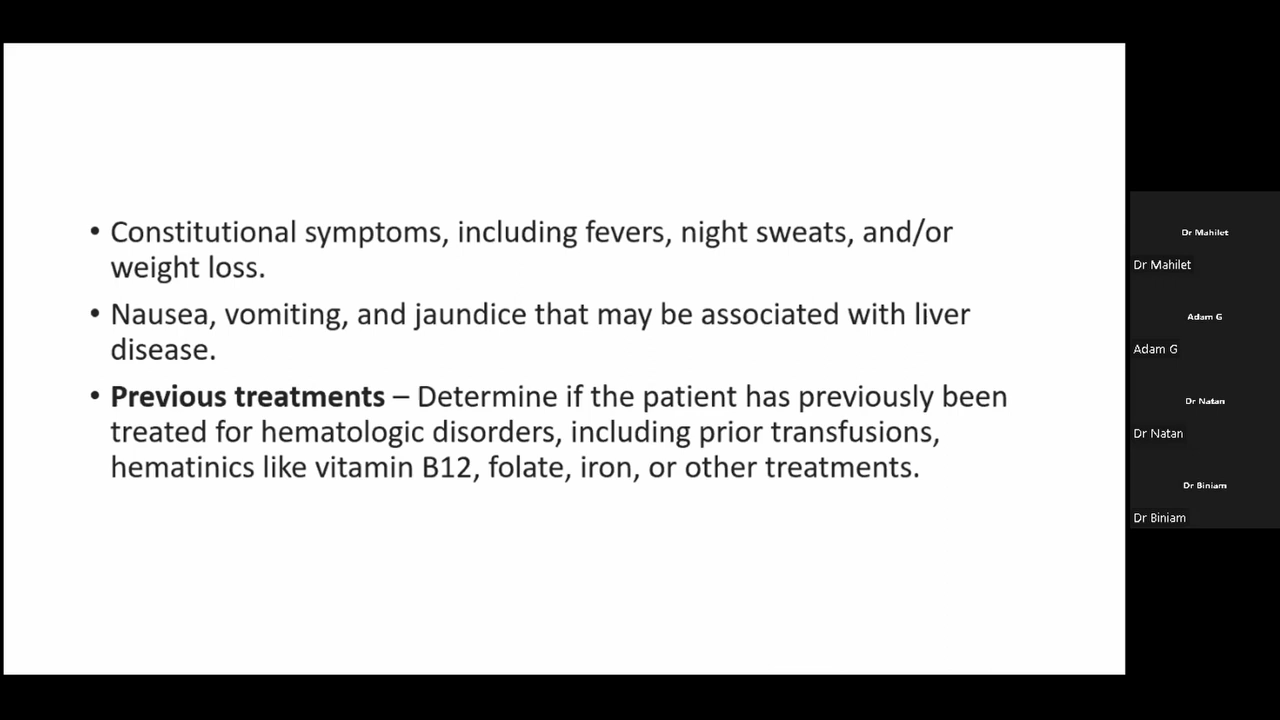 • Constitutional symptoms, including fevers, night sweats, and/or
weight loss.
• Nausea, vomiting, and jaundice that may be associated with liver
disease.
• Previous treatments – Determine if the patient has previously been
treated for hematologic disorders, including prior transfusions,
hematinics like vitamin B12, folate, iron, or other treatments.
Dr Mahilet
Dr Mahilet
Adam G
Adam G
Dr Natan
Dr Natan
Dr Biniam
Dr Biniam